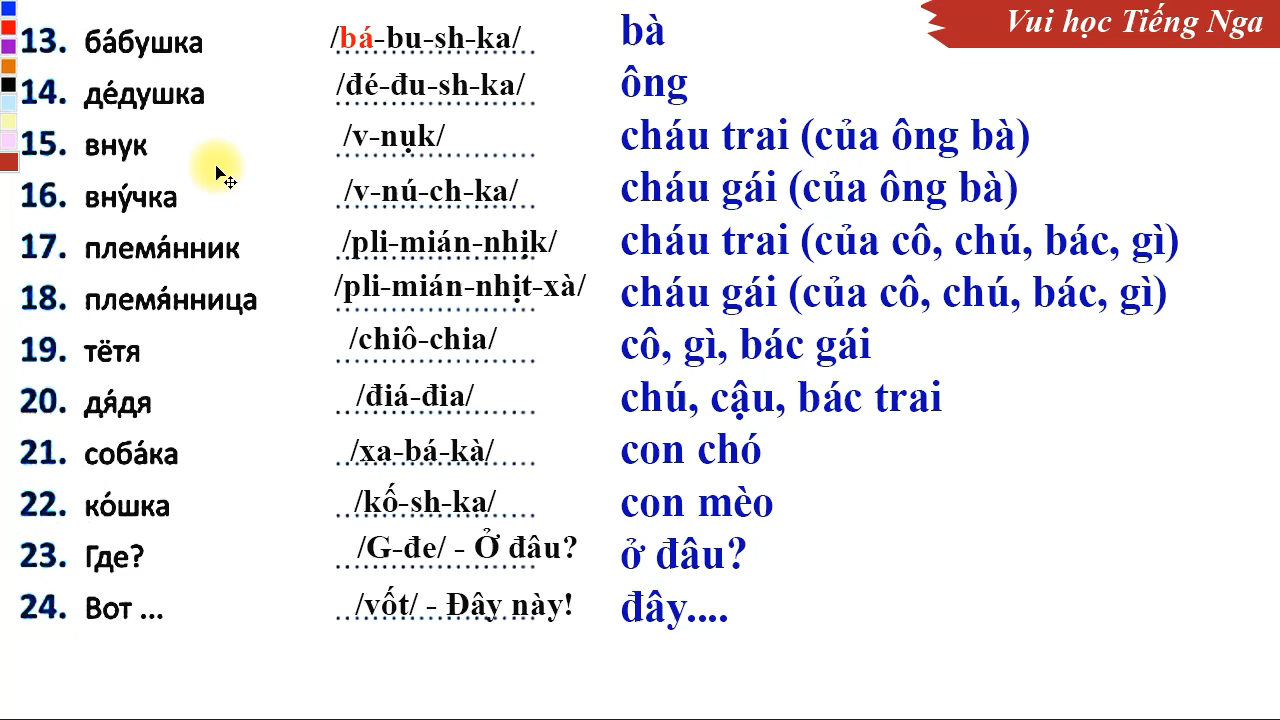 Vui học Tiếng Nga
13. ба́бушка /bá-bu-sh-ka/ bà
14. де́душка /đé-đu-sh-ka/ ông
15. внук /v-nụk/ cháu trai (của ông bà)
16. вну́чка /v-nú-ch-ka/ cháu gái (của ông bà)
17. племя́нник /pli-mián-nhịk/ cháu trai (của cô, chú, bác, gì)
18. племя́нница /pli-mián-nhịt-xà/ cháu gái (của cô, chú, bác, gì)
19. тётя /chiô-chia/ cô, gì, bác gái
20. дя́дя /điá-đia/ chú, cậu, bác trai
21. соба́ка /xa-bá-kà/ con chó
22. ко́шка /kố-sh-ka/ con mèo
23. Где? /G-đe/ - Ở đâu? ở đâu?
24. Вот ... /vốt/ - Đây này! đây....